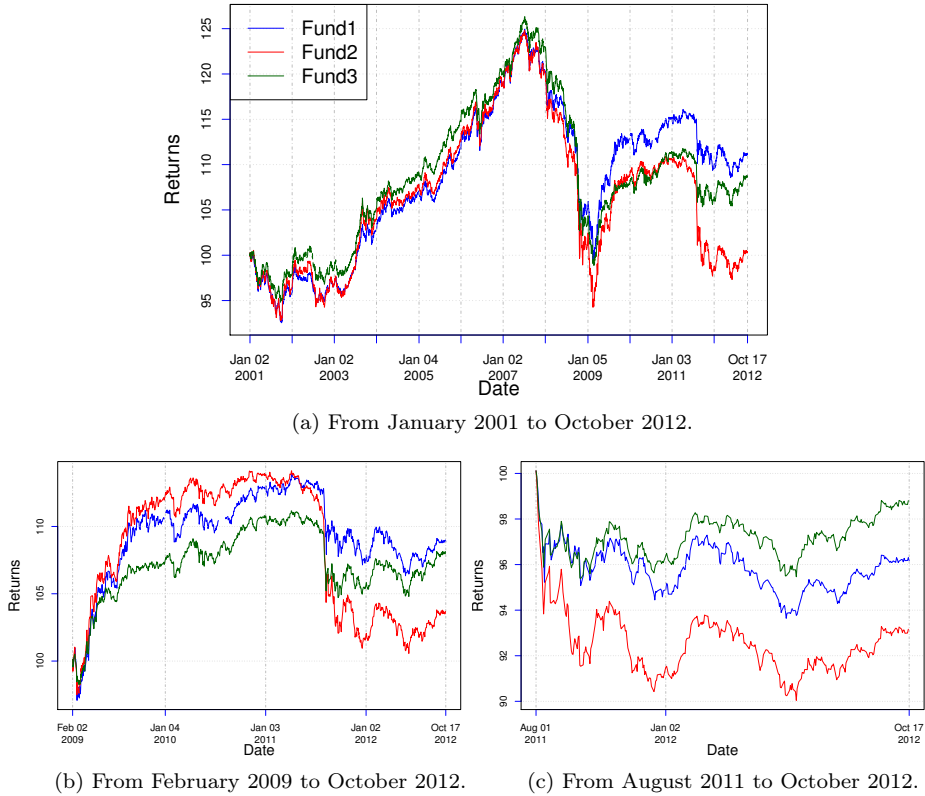 Fund1
Fund2
Fund3
Returns
125
120
115
110
105
100
95
Jan 02 2001
Jan 02 2003
Jan 04 2005
Jan 02 2007
Jan 05 2009
Jan 03 2011
Oct 17 2012
Date
(a) From January 2001 to October 2012.
Returns
110
105
100
Feb 02 2009
Jan 04 2010
Jan 03 2011
Jan 02 2012
Oct 17 2012
Date
(b) From February 2009 to October 2012.
Returns
100
98
96
94
92
90
Aug 01 2011
Jan 02 2012
Oct 17 2012
Date
(c) From August 2011 to October 2012.